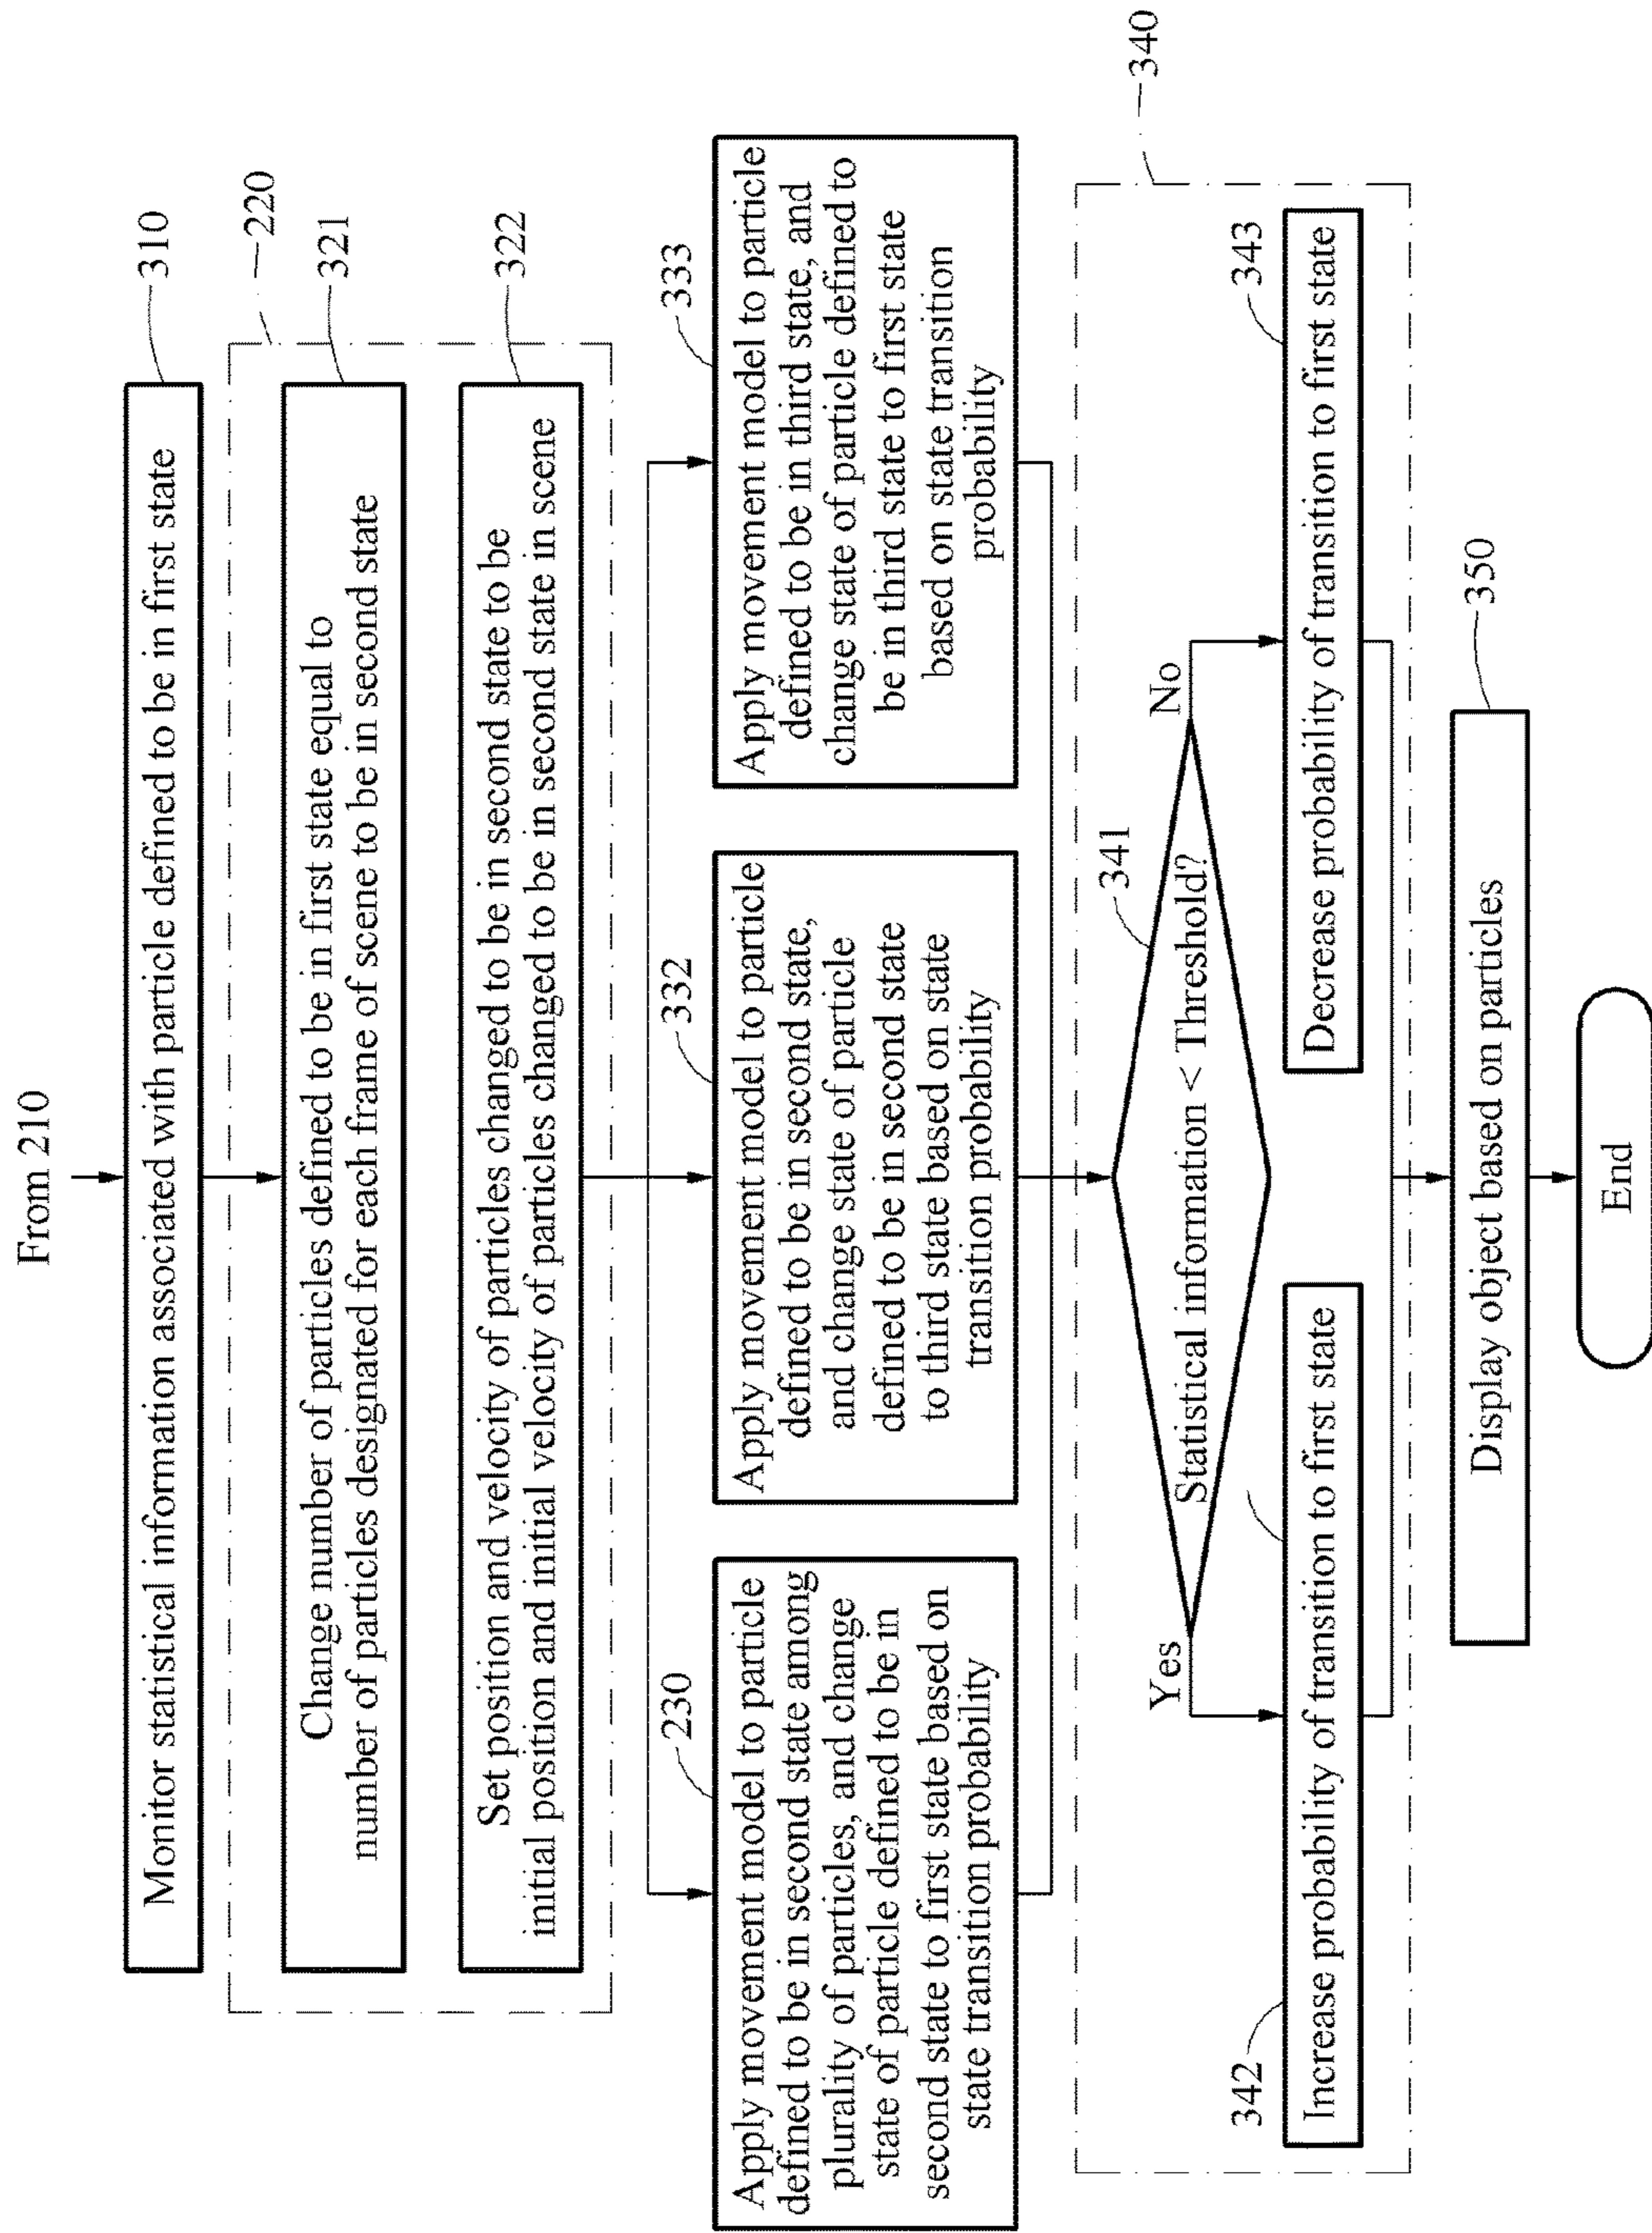 From 210
Monitor statistical information associated with particle defined to be in first state
310
220
Change number of particles defined to be in first state equal to
number of particles designated for each frame of scene to be in second state
321
Set position and velocity of particles changed to be in second state to be
initial position and initial velocity of particles changed to be in second state in scene
322
230
Apply movement model to particle
defined to be in second state among
plurality of particles, and change
state of particle defined to be in
second state to first state based on
state transition probability
332
Apply movement model to particle
defined to be in second state,
and change state of particle
defined to be in second state
to third state based on state
transition probability
333
Apply movement model to particle
defined to be in third state, and
change state of particle defined to
be in third state to first state
based on state transition
probability
340
341
Statistical information < Threshold?
Yes
No
342
Increase probability of transition to first state
343
Decrease probability of transition to first state
350
Display object based on particles
End